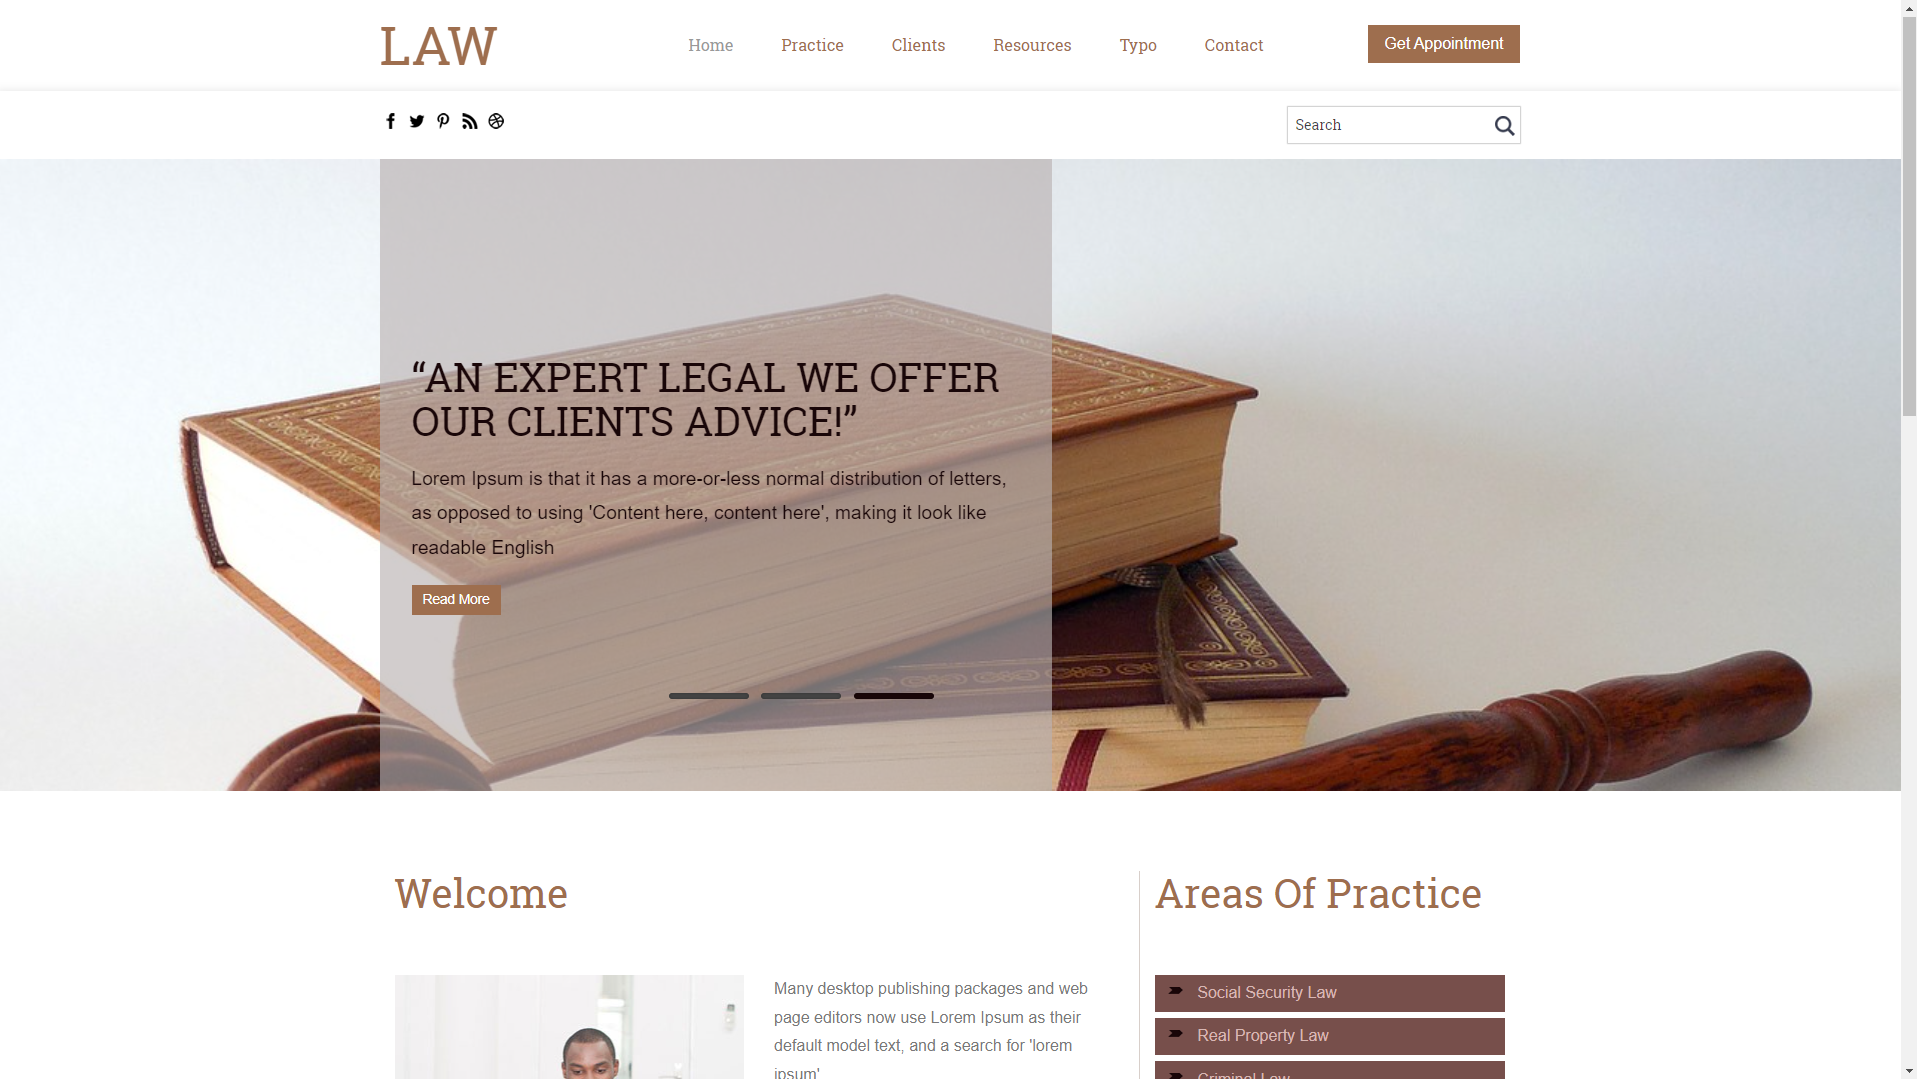 LAW
Home Practice Clients Resources Typo Contact
Get Appointment
Search
“AN EXPERT LEGAL WE OFFER
OUR CLIENTS ADVICE!”
Lorem Ipsum is that it has a more-or-less normal distribution of letters,
as opposed to using 'Content here, content here', making it look like
readable English
Read More
Welcome
Many desktop publishing packages and web
page editors now use Lorem Ipsum as their
default model text, and a search for 'lorem
ipsum'
Areas Of Practice
Social Security Law
Real Property Law
Criminal Law